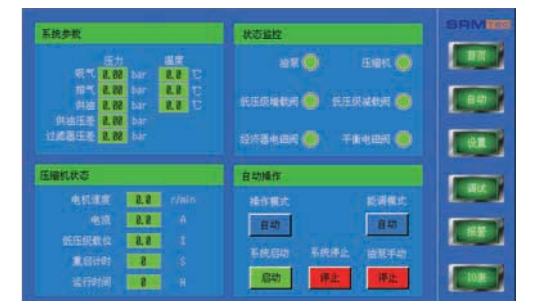 SRMTEC
系统参数
压力 温度
吸气 0.00 bar 0.0 ℃
排气 0.00 bar 0.0 ℃
供油 0.00 bar 0.0 ℃
供油压差 0.00 bar
过滤器压差 0.00 bar
状态监控
油泵 压缩机
低压级增载阀 低压级减载阀
经济器电磁阀 平衡电磁阀
压缩机状态
电机速度 0.0 r/min
电流 0.0 A
低压级载位 0.0 %
重启计时 0 S
运行时间 0 H
自动操作
操作模式 能调模式
自动 自动
系统启动 系统停止 油泵手动
启动 停止 停止
首页
自动
设置
调试
报警